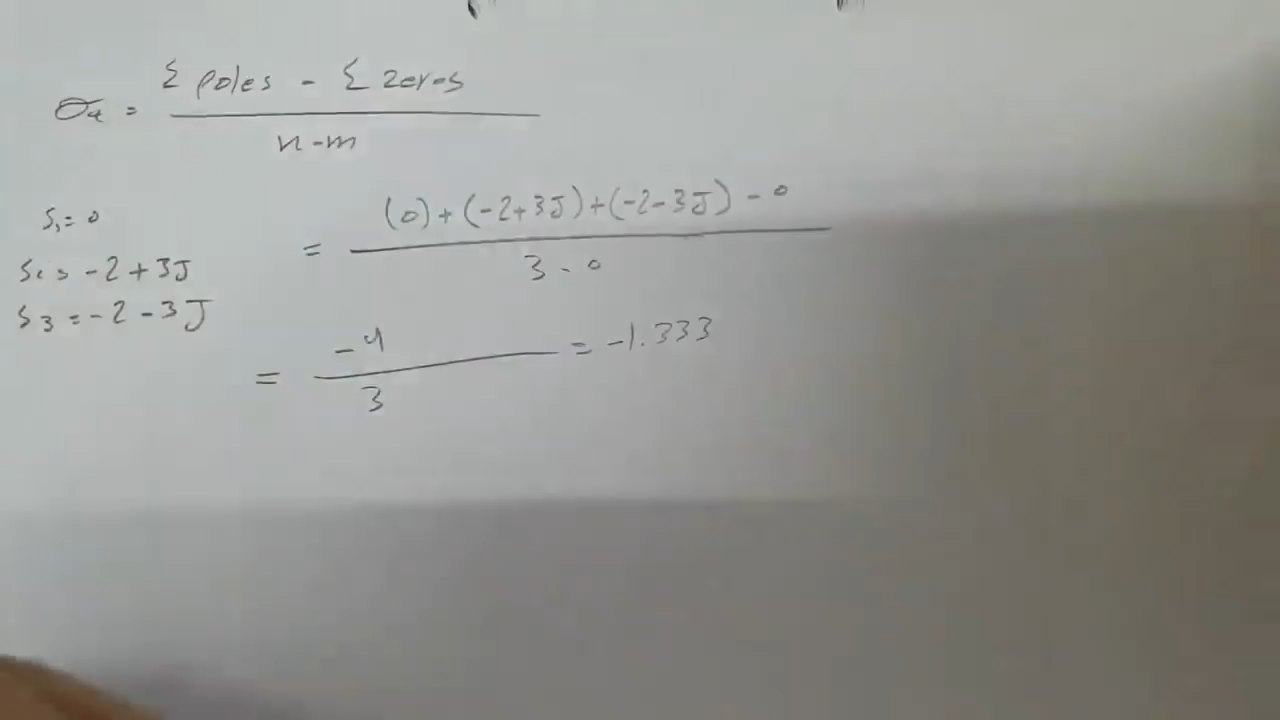 σₐ = Σ poles - Σ zeros / n-m
S₁ = 0
= (0)+(-2+3J)+(-2-3J) - 0 / 3 - 0
S₂ = -2+3J
S3 = -2-3J
= -4 / 3 = -1.333